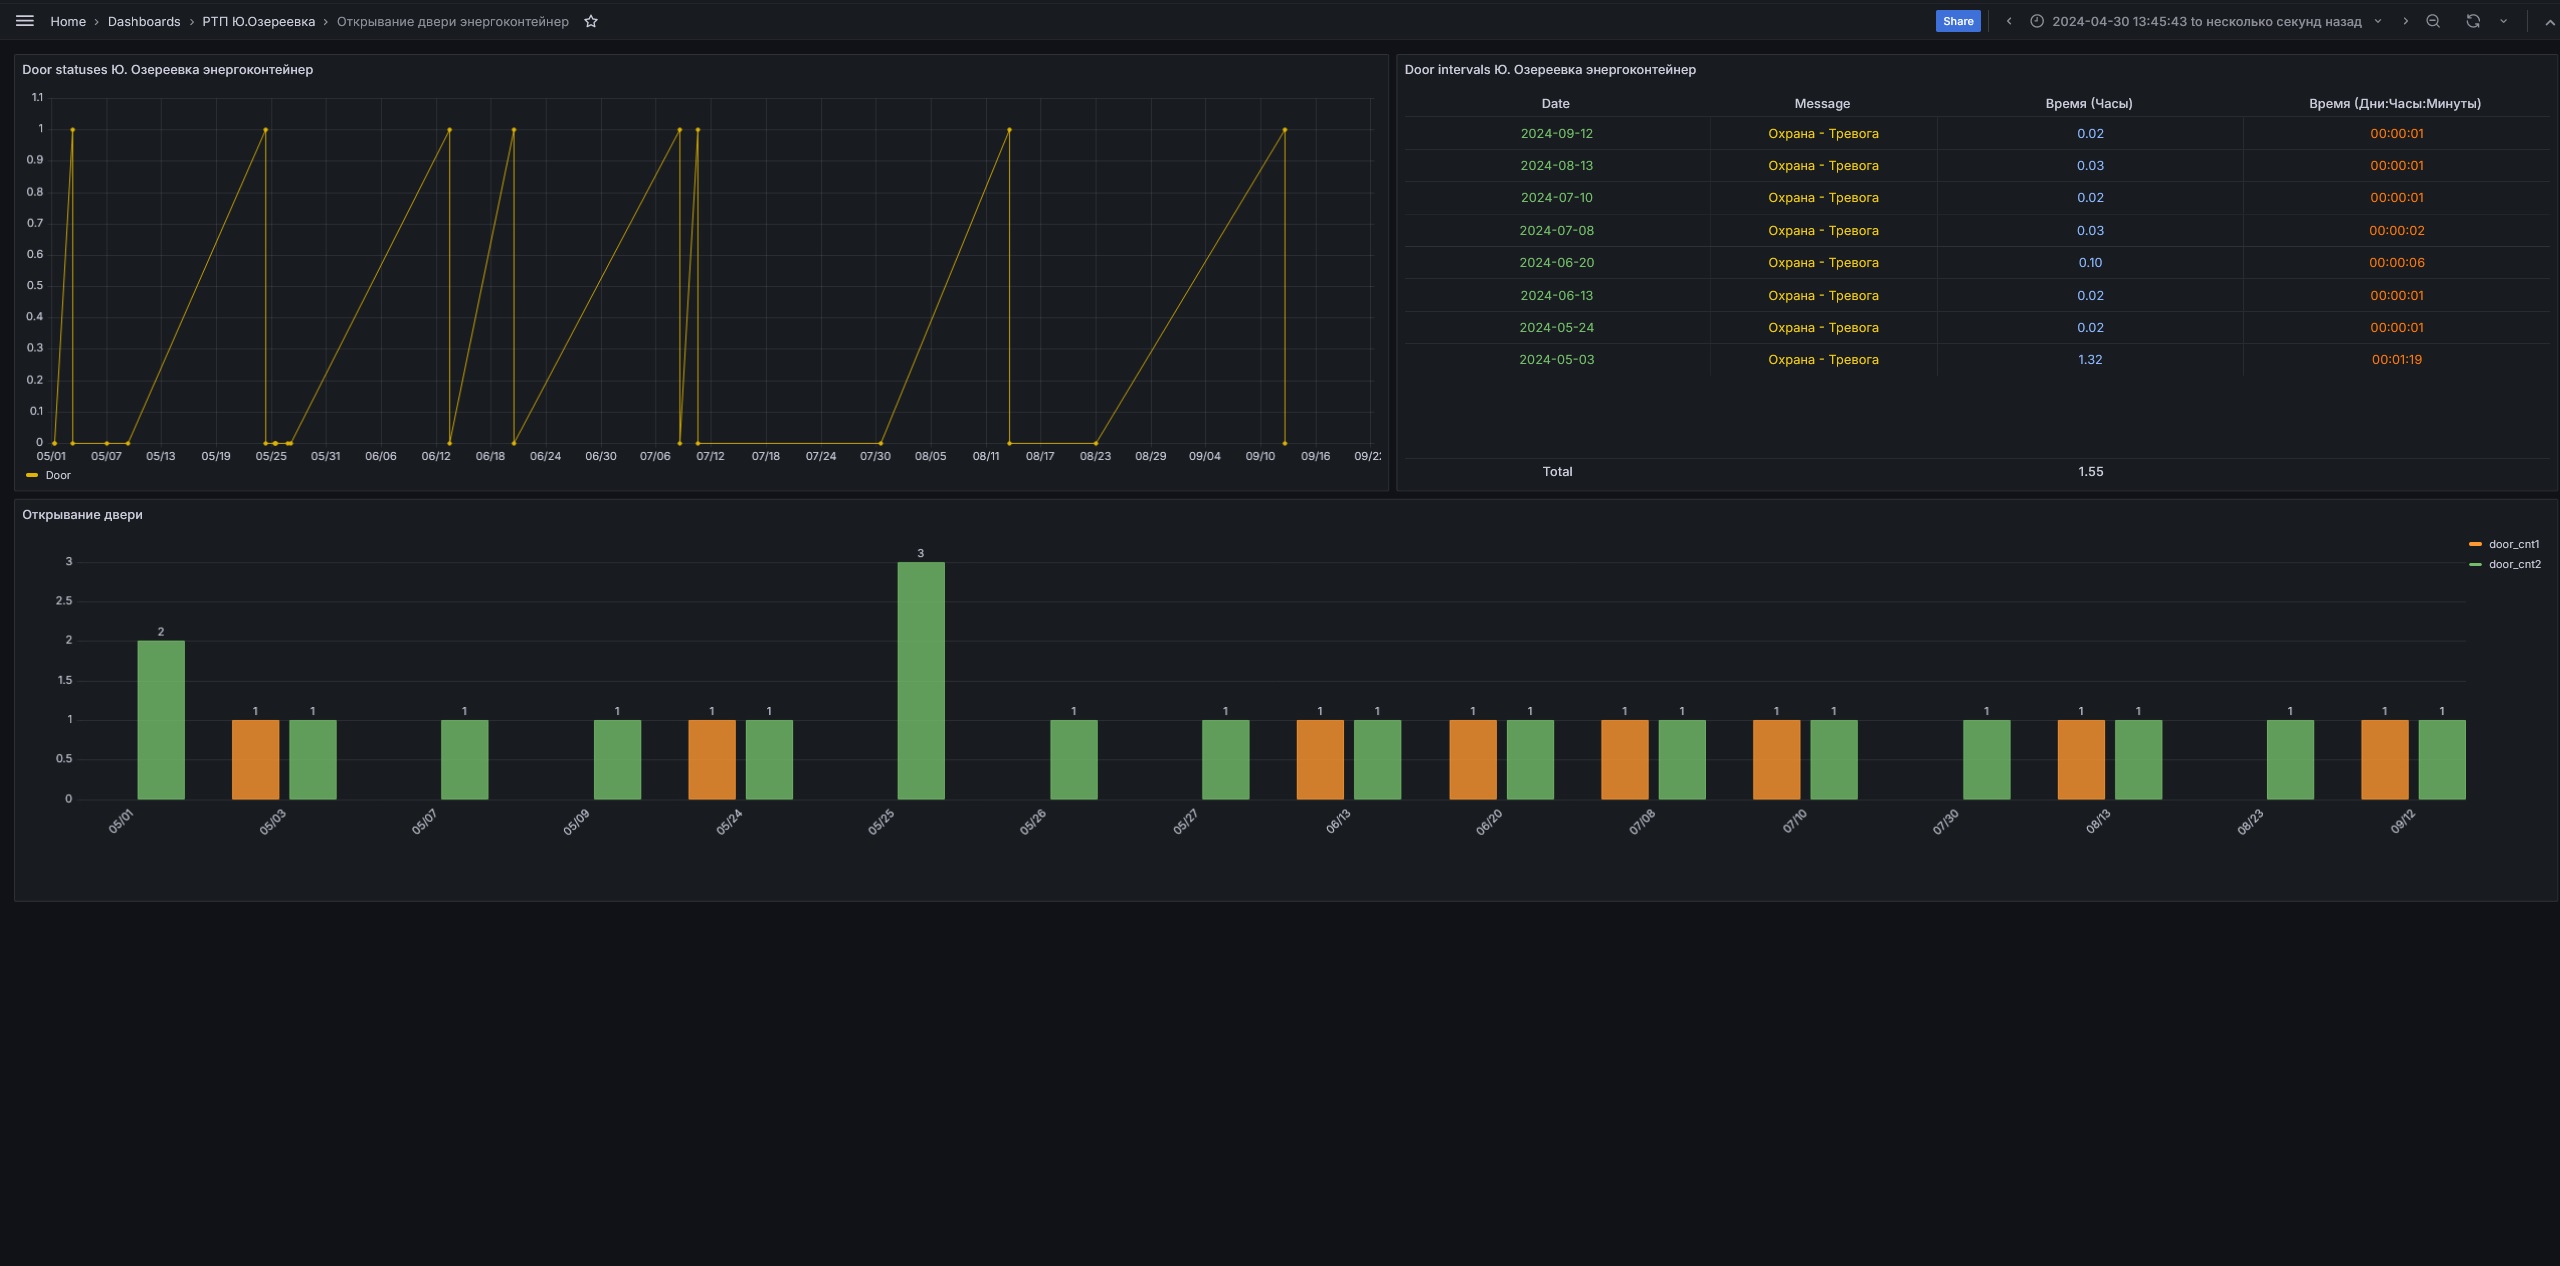 Home › Dashboards › РТП Ю.Озереевка › Открывание двери энергоконтейнер
Share
2024-04-30 13:45:43 to несколько секунд назад
Door statuses Ю. Озереевка энергоконтейнер
1.1
1
0.9
0.8
0.7
0.6
0.5
0.4
0.3
0.2
0.1
0
05/01 05/07 05/13 05/19 05/25 05/31 06/06 06/12 06/18 06/24 06/30 07/06 07/12 07/18 07/24 07/30 08/05 08/11 08/17 08/23 08/29 09/04 09/10 09/16
Door
Door intervals Ю. Озереевка энергоконтейнер
Date Message Время (Часы) Время (Дни:Часы:Минуты)
2024-09-12 Охрана - Тревога 0.02 00:00:01
2024-08-13 Охрана - Тревога 0.03 00:00:01
2024-07-10 Охрана - Тревога 0.02 00:00:01
2024-07-08 Охрана - Тревога 0.03 00:00:02
2024-06-20 Охрана - Тревога 0.10 00:00:06
2024-06-13 Охрана - Тревога 0.02 00:00:01
2024-05-24 Охрана - Тревога 0.02 00:00:01
2024-05-03 Охрана - Тревога 1.32 00:01:19
Total 1.55
Открывание двери
door_cnt1
door_cnt2
3
2.5
2
1.5
1
0.5
0
2 1 1 1 1 1 1 3 1 1 1 1 1 1 1 1 1 1 1 1 1 1 1 1
05/01 05/03 05/07 05/09 05/24 05/25 05/26 05/27 06/13 06/20 07/08 07/10 07/30 08/13 08/23 09/12